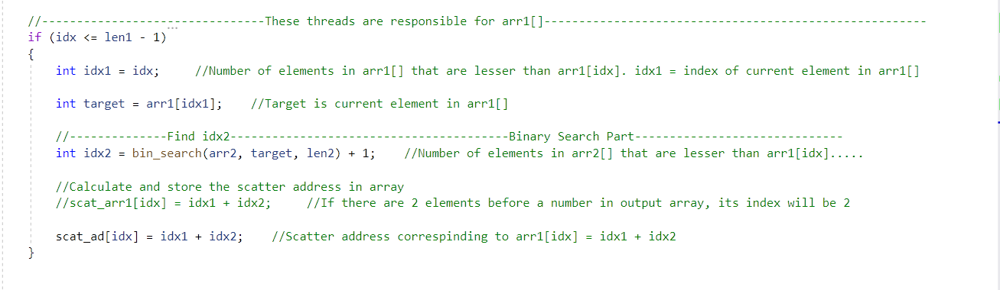 //--------------------------------These threads are responsible for arr1[]-------------------------------------------------------
if (idx <= len1 - 1)
{
int idx1 = idx; //Number of elements in arr1[] that are lesser than arr1[idx]. idx1 = index of current element in arr1[]
int target = arr1[idx1]; //Target is current element in arr1[]
//--------------Find idx2----------------------------------------Binary Search Part------------------------------
int idx2 = bin_search(arr2, target, len2) + 1; //Number of elements in arr2[] that are lesser than arr1[idx].....
//Calculate and store the scatter address in array
//scat_arr1[idx] = idx1 + idx2; //If there are 2 elements before a number in output array, its index will be 2
scat_ad[idx] = idx1 + idx2; //Scatter address correspinding to arr1[idx] = idx1 + idx2
}